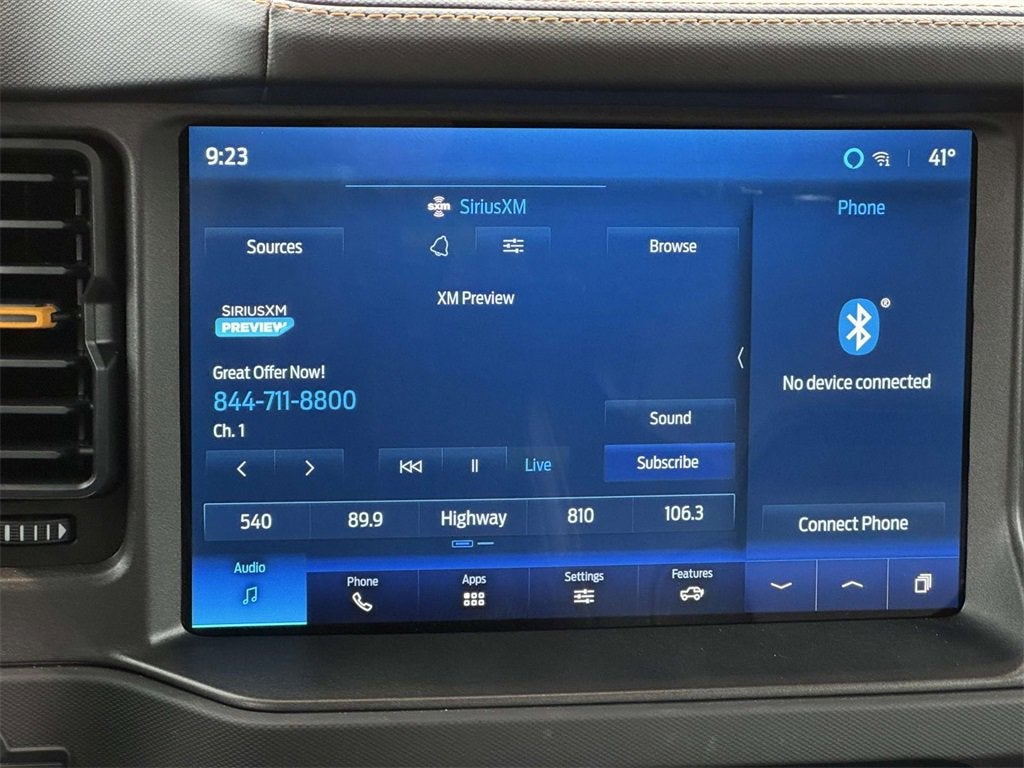 9:23
41°
sxm SiriusXM
Phone
Sources
Browse
XM Preview
SIRIUSXM
PREVIEW
®
No device connected
Great Offer Now!
844-711-8800
Ch. 1
Sound
Live
Subscribe
540 89.9 Highway 810 106.3
Connect Phone
Audio Phone Apps Settings Features